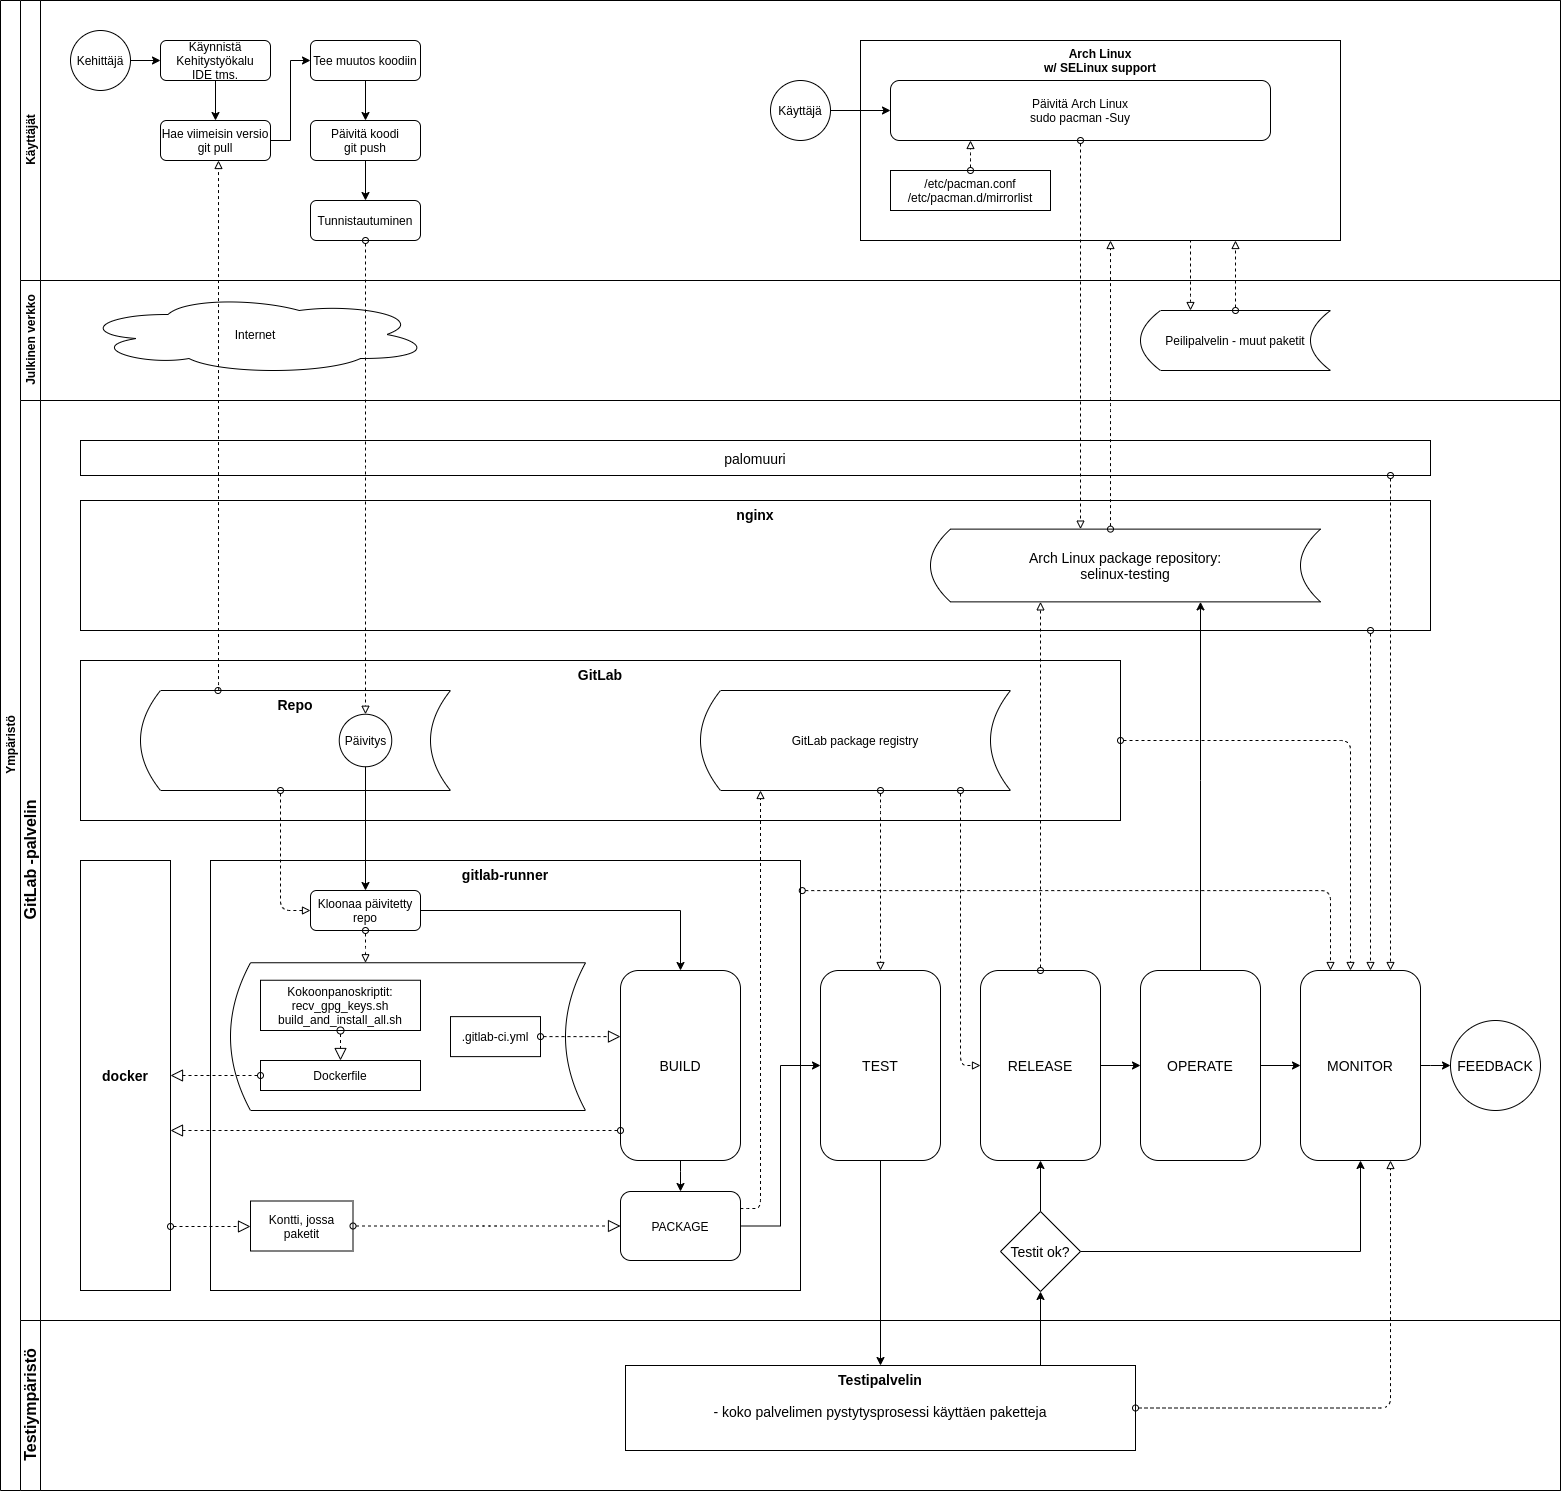 Ympäristö
Käyttäjät
Kehittäjä
Käynnistä
Kehitystyökalu
IDE tms.
Tee muutos koodiin
Hae viimeisin versio
git pull
Päivitä koodi
git push
Tunnistautuminen
Käyttäjä
Arch Linux
w/ SELinux support
Päivitä Arch Linux
sudo pacman -Suy
/etc/pacman.conf
/etc/pacman.d/mirrorlist
Julkinen verkko
Internet
Peilipalvelin - muut paketit
GitLab -palvelin
palomuuri
nginx
Arch Linux package repository:
selinux-testing
GitLab
Repo
Päivitys
GitLab package registry
docker
gitlab-runner
Kloonaa päivitetty
repo
Kokoonpanoskriptit:
recv_gpg_keys.sh
build_and_install_all.sh
Dockerfile
.gitlab-ci.yml
BUILD
TEST
RELEASE
OPERATE
MONITOR
FEEDBACK
Kontti, jossa
paketit
PACKAGE
Testit ok?
Testiympäristö
Testipalvelin
- koko palvelimen pystytysprosessi käyttäen paketteja